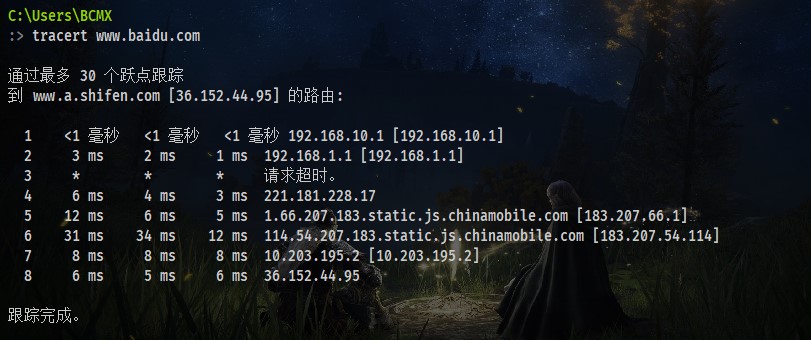 C:\Users\BCMX
:> tracert www.baidu.com
通过最多 30 个跃点跟踪
到 www.a.shifen.com [36.152.44.95] 的路由:
1 <1 毫秒 <1 毫秒 <1 毫秒 192.168.10.1 [192.168.10.1]
2 3 ms 2 ms 1 ms 192.168.1.1 [192.168.1.1]
3 * * * 请求超时。
4 6 ms 4 ms 3 ms 221.181.228.17
5 12 ms 6 ms 5 ms 1.66.207.183.static.js.chinamobile.com [183.207.66.1]
6 31 ms 34 ms 12 ms 114.54.207.183.static.js.chinamobile.com [183.207.54.114]
7 8 ms 8 ms 8 ms 10.203.195.2 [10.203.195.2]
8 6 ms 5 ms 6 ms 36.152.44.95
跟踪完成。